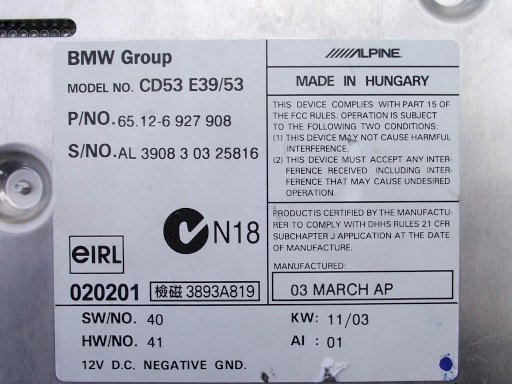 BMW Group
MODEL NO. CD53 E39/53
P/NO. 65.12-6 927 908
S/NO. AL 3908 3 03 25816
N18
eIRL
020201 檢磁 3893A819
ALPINE
MADE IN HUNGARY
THIS DEVICE COMPLIES WITH PART 15 OF
THE FCC RULES. OPERATION IS SUBJECT
TO THE FOLLOWING TWO CONDITIONS:
(1) THIS DEVICE MAY NOT CAUSE HARMFUL
INTERFERENCE.
(2) THIS DEVICE MUST ACCEPT ANY INTER-
FERENCE RECEIVED INCLUDING INTER-
FERENCE THAT MAY CAUSE UNDESIRED
OPERATION.
PRODUCT IS CERTIFIED BY THE MANUFACTU-
RER TO COMPLY WITH DHHS RULES 21 CFR
SUBCHAPTER J APPLICATION AT THE DATE
OF MANUFACTURE.
MANUFACTURED:
03 MARCH AP
SW/NO. 40
HW/NO. 41
12V D.C. NEGATIVE GND.
KW: 11/03
AI : 01